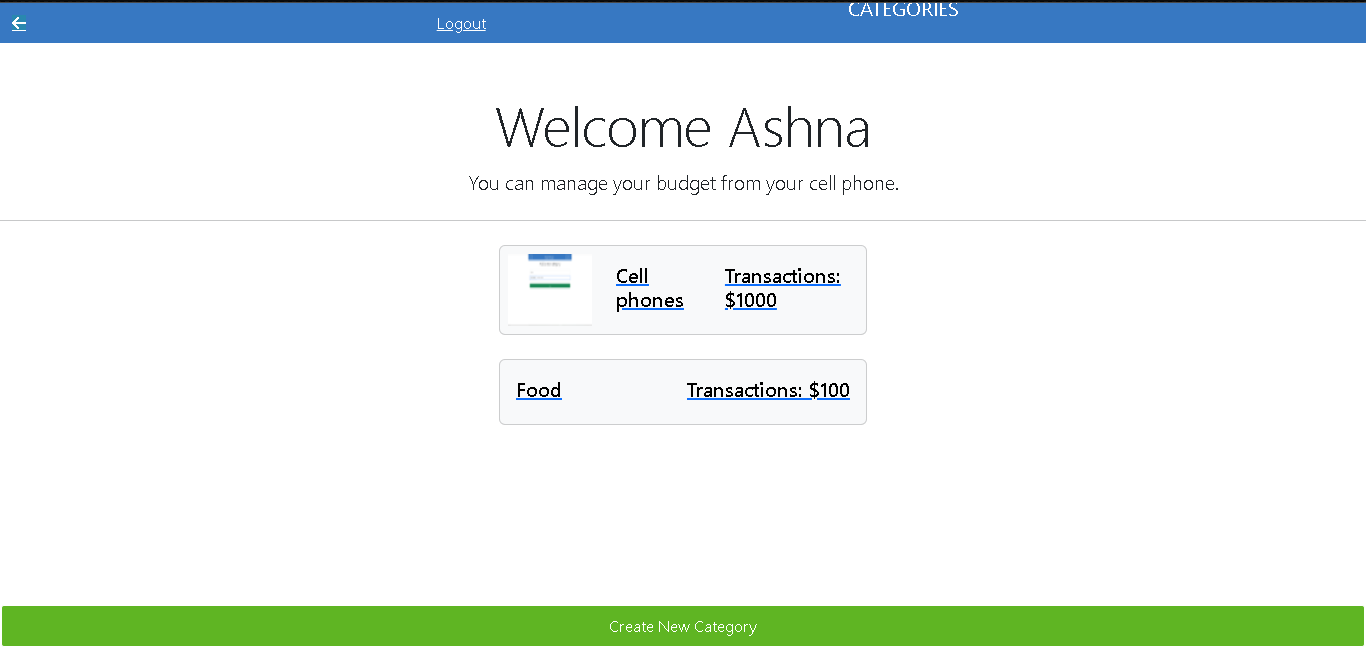 Logout
CATEGORIES
Welcome Ashna
You can manage your budget from your cell phone.
Cell
phones
Transactions:
$1000
Food
Transactions: $100
Create New Category